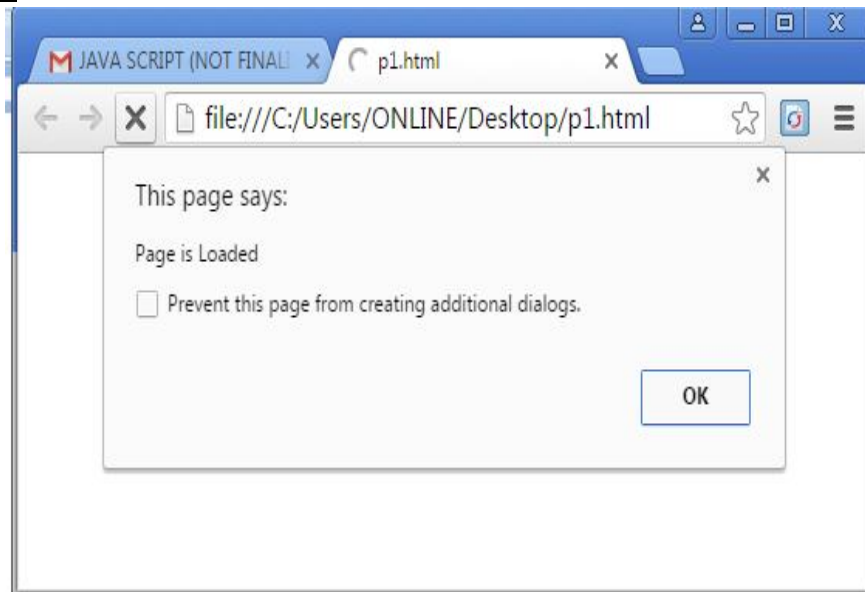 JAVA SCRIPT (NOT FINAL
p1.html
file:///C:/Users/ONLINE/Desktop/p1.html
This page says:
Page is Loaded
Prevent this page from creating additional dialogs.
OK